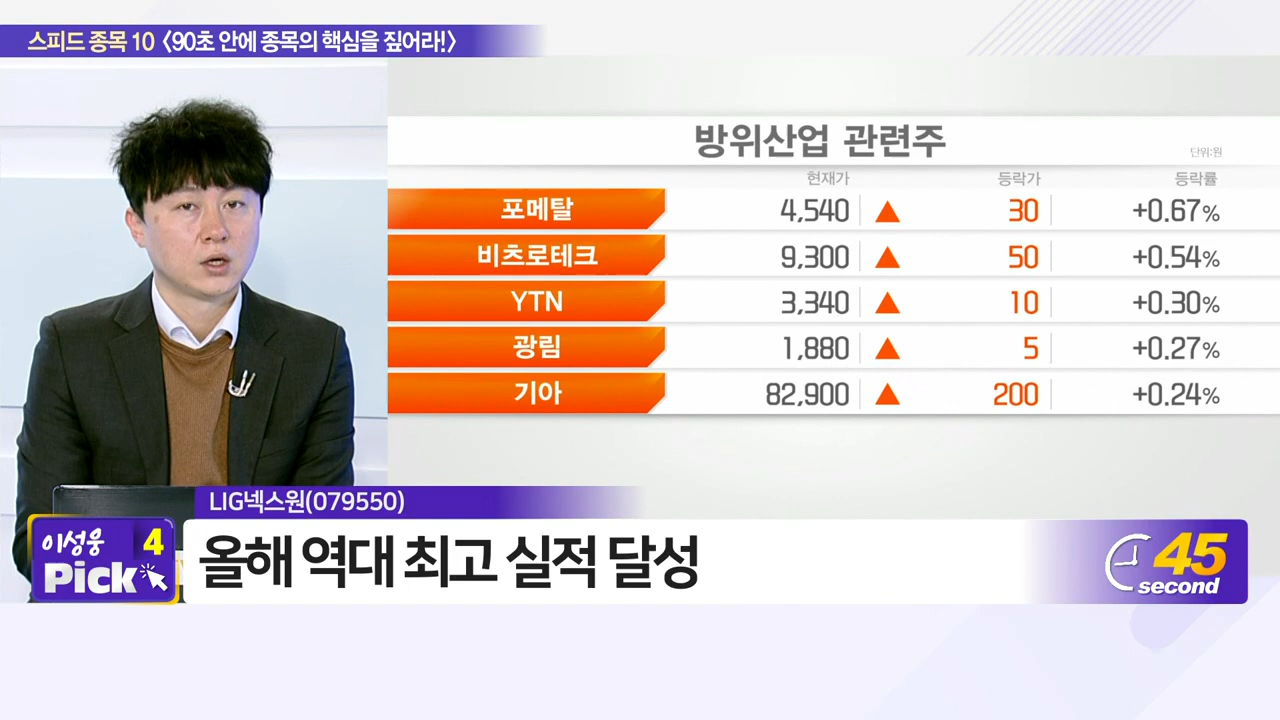 스피드 종목 10 <90초 안에 종목의 핵심을 짚어라!>
방위산업 관련주
단위:원
현재가 등락가 등락률
포메탈 4,540 ▲ 30 +0.67%
비츠로테크 9,300 ▲ 50 +0.54%
YTN 3,340 ▲ 10 +0.30%
광림 1,880 ▲ 5 +0.27%
기아 82,900 ▲ 200 +0.24%
LIG넥스원(079550)
이성웅 4
Pick
올해 역대 최고 실적 달성
45
second